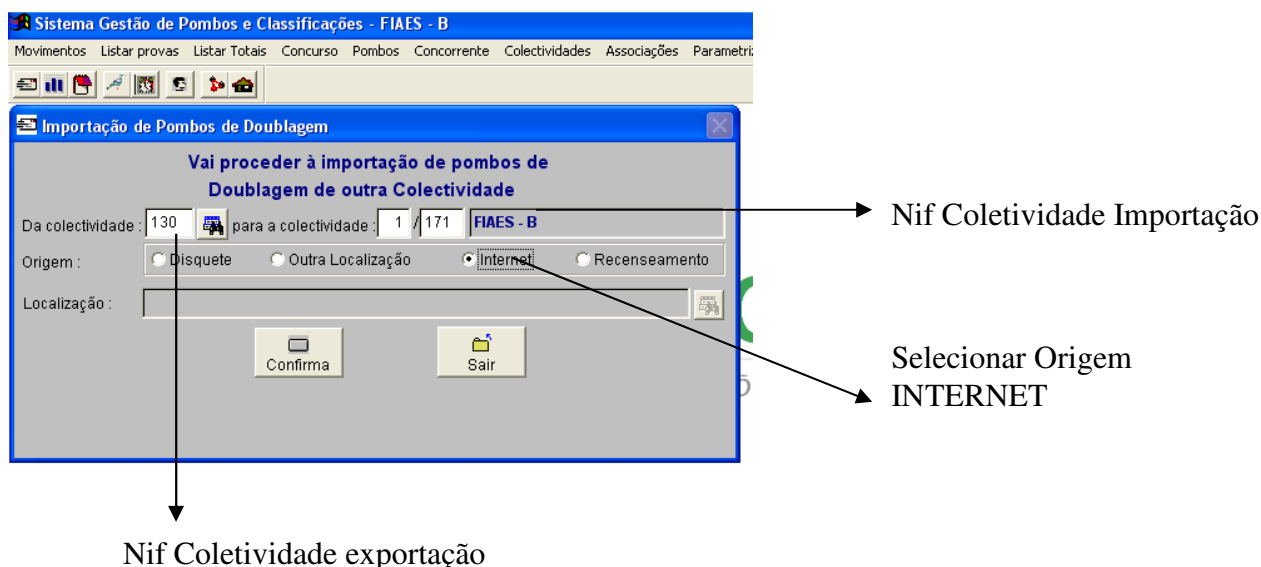 Sistema Gestão de Pombos e Classificações - FIAES - B
Movimentos Listar provas Listar Totais Concurso Pombos Concorrente Colectividades Associações Parametriz
Importação de Pombos de Doublagem
Vai proceder à importação de pombos de
Doublagem de outra Colectividade
Da colectividade : 130 para a colectividade : 1 / 171 FIAES - B
Nif Coletividade Importação
Origem : Disquete Outra Localização Internet Recenseamento
Localização :
Confirma Sair
Selecionar Origem
INTERNET
Nif Coletividade exportação